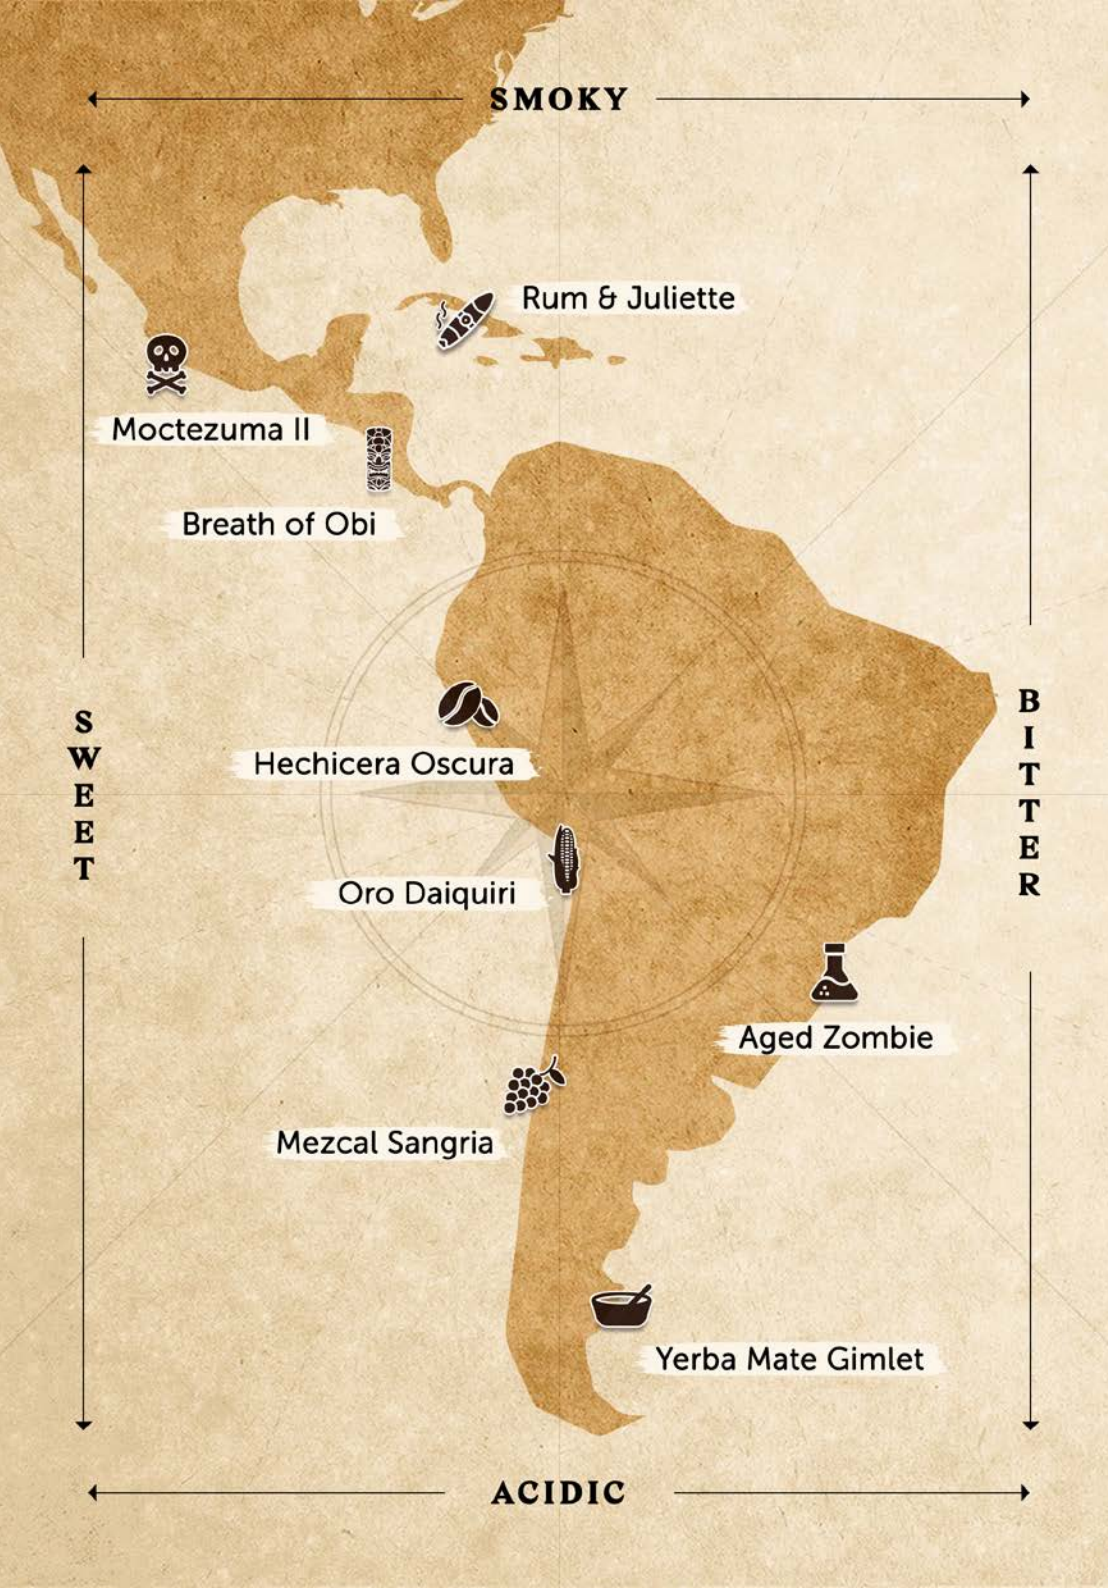 SMOKY
Rum & Juliette
Moctezuma II
Breath of Obi
SWEET
BITTER
Hechicera Oscura
Oro Daiquiri
Aged Zombie
Mezcal Sangria
Yerba Mate Gimlet
ACIDIC